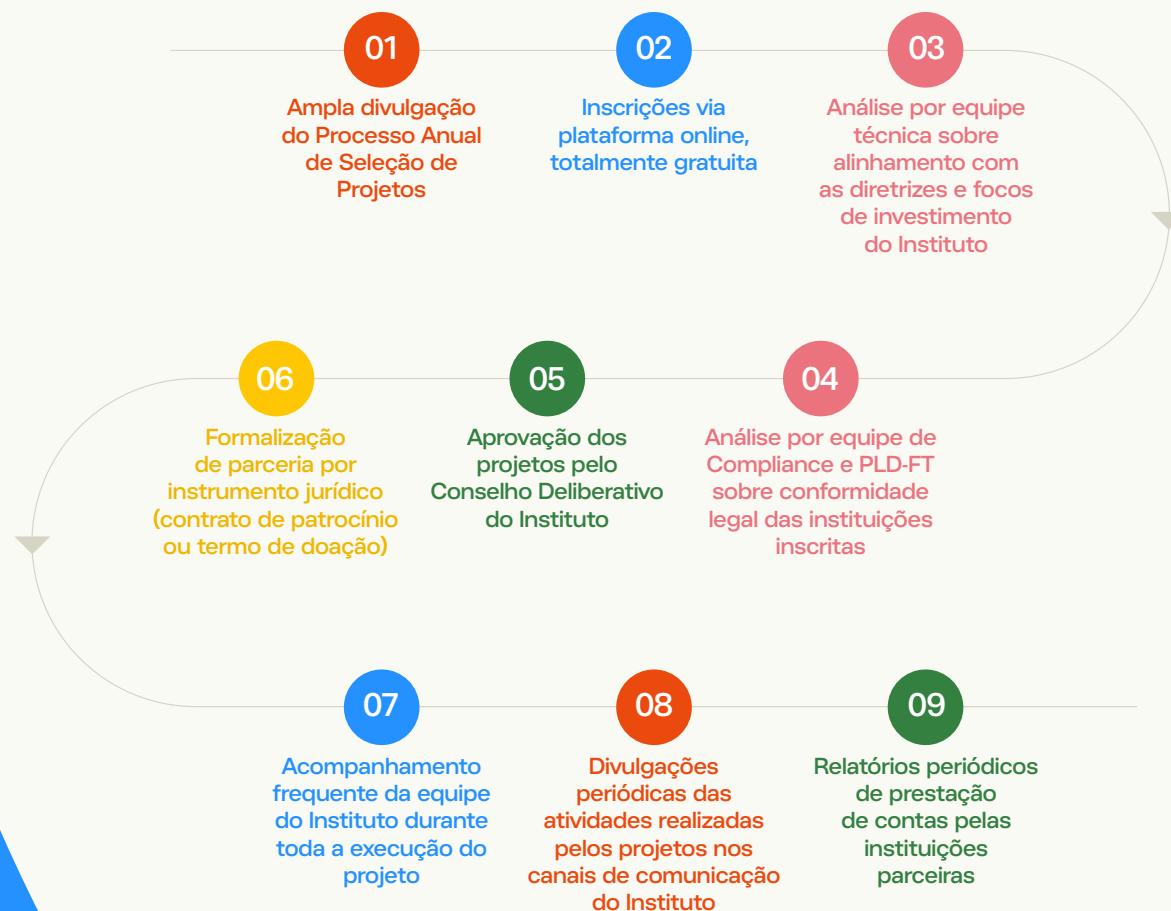 01
Ampla divulgação
do Processo Anual
de Seleção de
Projetos
02
Inscrições via
plataforma online,
totalmente gratuita
03
Análise por equipe
técnica sobre
alinhamento com
as diretrizes e focos
de investimento
do Instituto
04
Análise por equipe de
Compliance e PLD-FT
sobre conformidade
legal das instituições
inscritas
05
Aprovação dos
projetos pelo
Conselho Deliberativo
do Instituto
06
Formalização
de parceria por
instrumento jurídico
(contrato de patrocínio
ou termo de doação)
07
Acompanhamento
frequente da equipe
do Instituto durante
toda a execução do
projeto
08
Divulgações
periódicas das
atividades realizadas
pelos projetos nos
canais de comunicação
do Instituto
09
Relatórios periódicos
de prestação
de contas pelas
instituições
parceiras